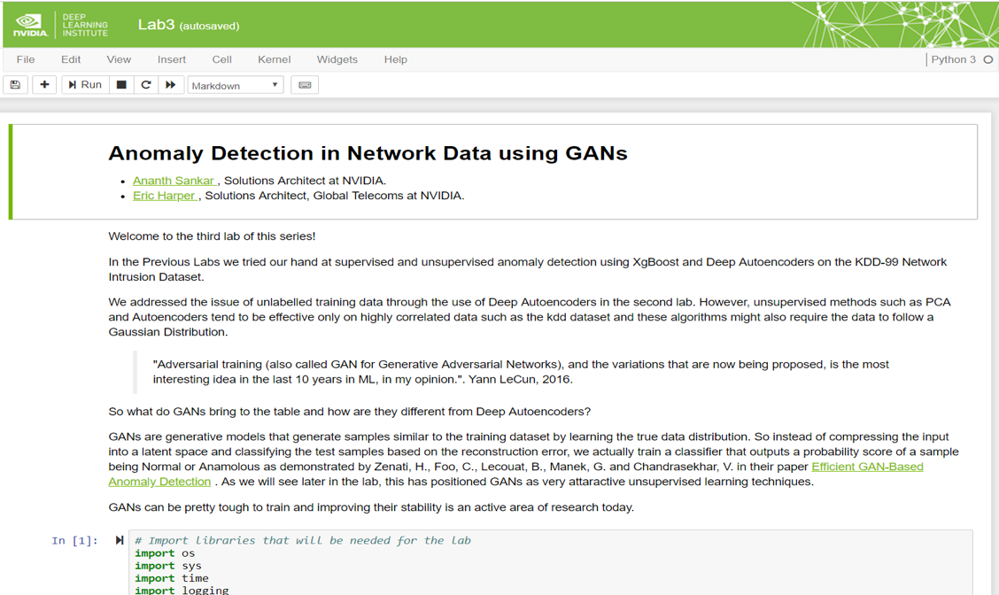 NVIDIA.
DEEP
LEARNING
INSTITUTE
Lab3 (autosaved)
File Edit View Insert Cell Kernel Widgets Help Python 3
Run Markdown
Anomaly Detection in Network Data using GANs
• Ananth Sankar , Solutions Architect at NVIDIA.
• Eric Harper , Solutions Architect, Global Telecoms at NVIDIA.
Welcome to the third lab of this series!
In the Previous Labs we tried our hand at supervised and unsupervised anomaly detection using XgBoost and Deep Autoencoders on the KDD-99 Network
Intrusion Dataset.
We addressed the issue of unlabelled training data through the use of Deep Autoencoders in the second lab. However, unsupervised methods such as PCA
and Autoencoders tend to be effective only on highly correlated data such as the kdd dataset and these algorithms might also require the data to follow a
Gaussian Distribution.
"Adversarial training (also called GAN for Generative Adversarial Networks), and the variations that are now being proposed, is the most
interesting idea in the last 10 years in ML, in my opinion.". Yann LeCun, 2016.
So what do GANs bring to the table and how are they different from Deep Autoencoders?
GANs are generative models that generate samples similar to the training dataset by learning the true data distribution. So instead of compressing the input
into a latent space and classifying the test samples based on the reconstruction error, we actually train a classifier that outputs a probability score of a sample
being Normal or Anamolous as demonstrated by Zenati, H., Foo, C., Lecouat, B., Manek, G. and Chandrasekhar, V. in their paper Efficient GAN-Based
Anomaly Detection . As we will see later in the lab, this has positioned GANs as very attaractive unsupervised learning techniques.
GANs can be pretty tough to train and improving their stability is an active area of research today.
In [1]: # Import libraries that will be needed for the lab
import os
import sys
import time
import logging